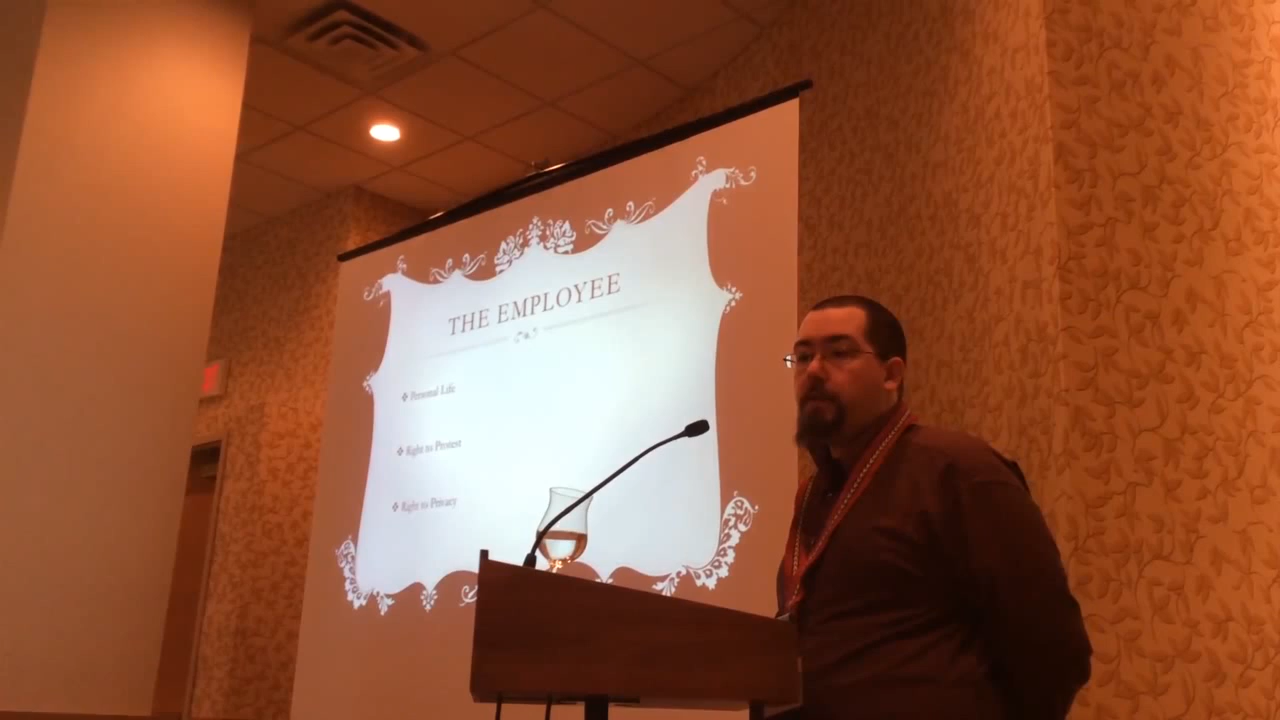 THE EMPLOYEE
❖ Personal Life
❖ Right to Protest
❖ Right to Privacy